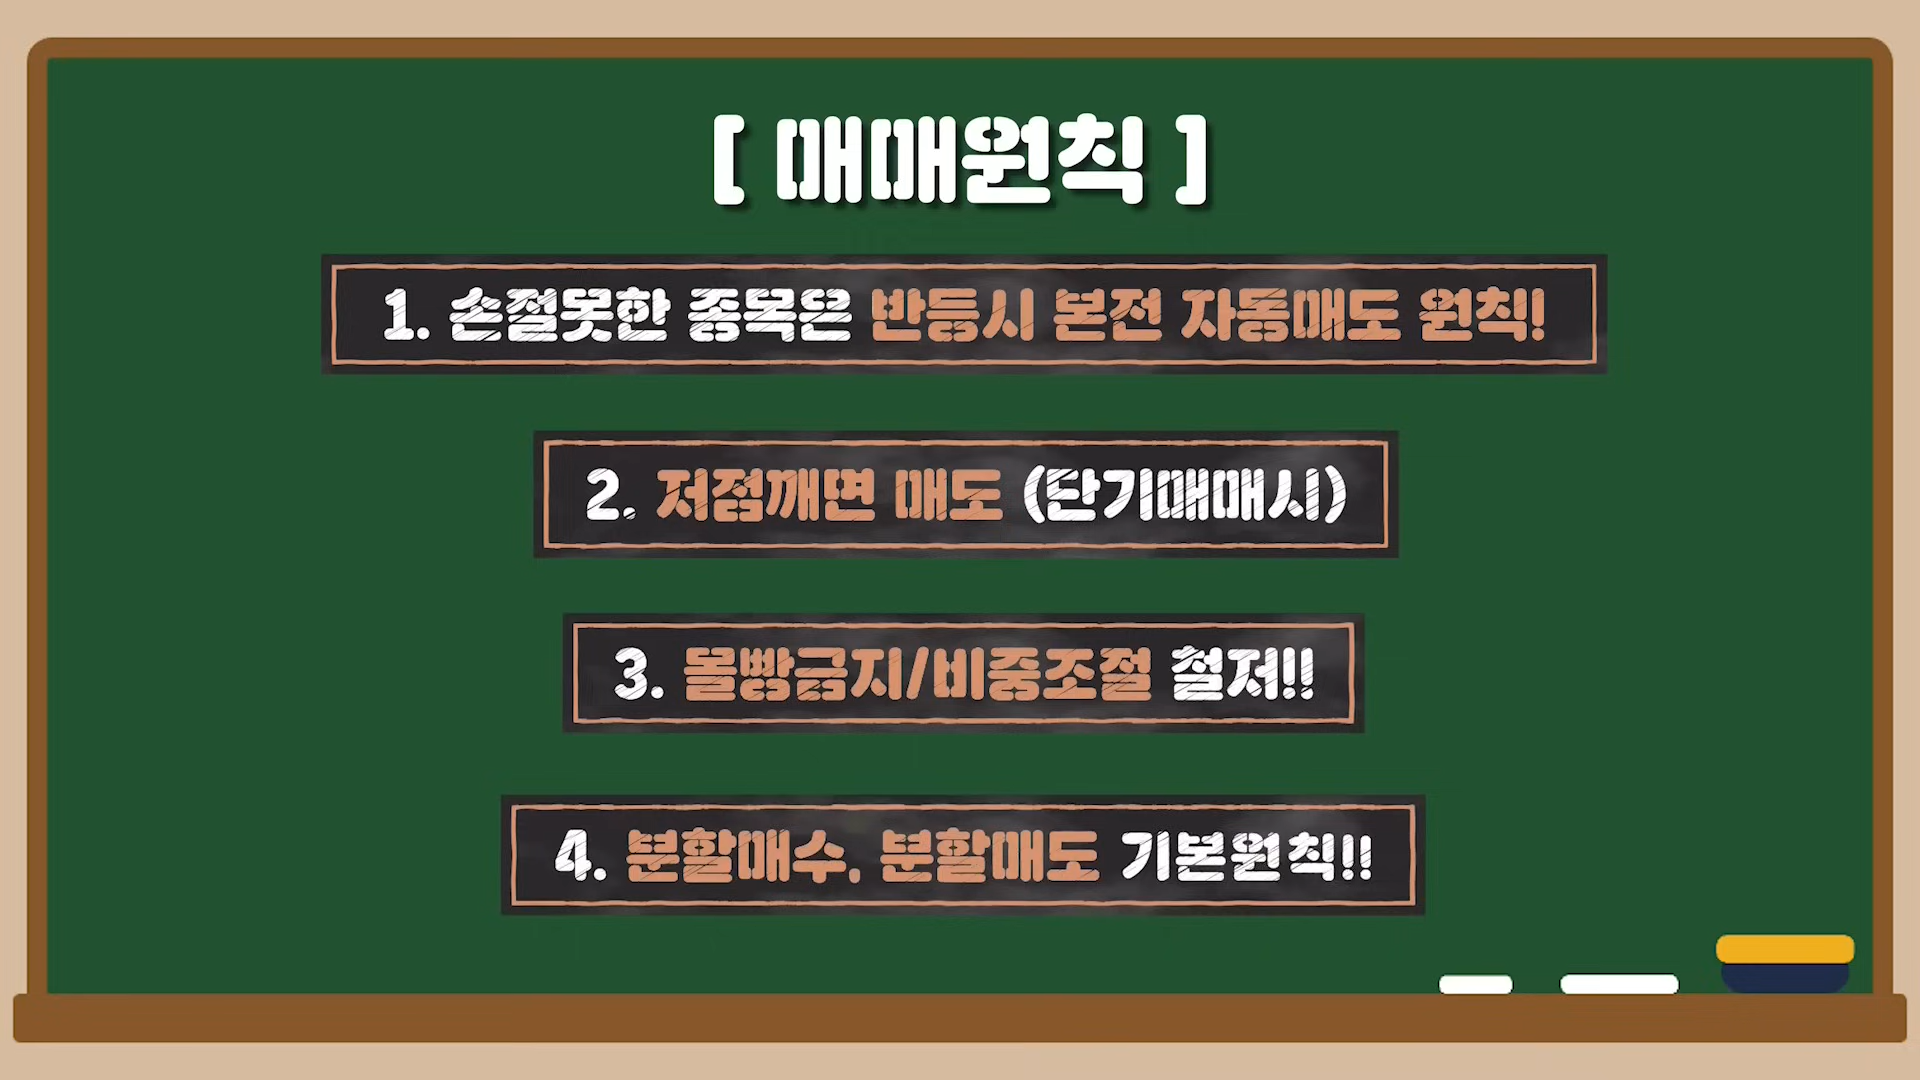 [ 매매원칙 ]
1. 손절못한 종목은 반등시 본전 자동매도 원칙!
2. 저점깨면 매도 (단기매매시)
3. 몰빵금지/비중조절 철저!!
4. 분할매수, 분할매도 기본원칙!!